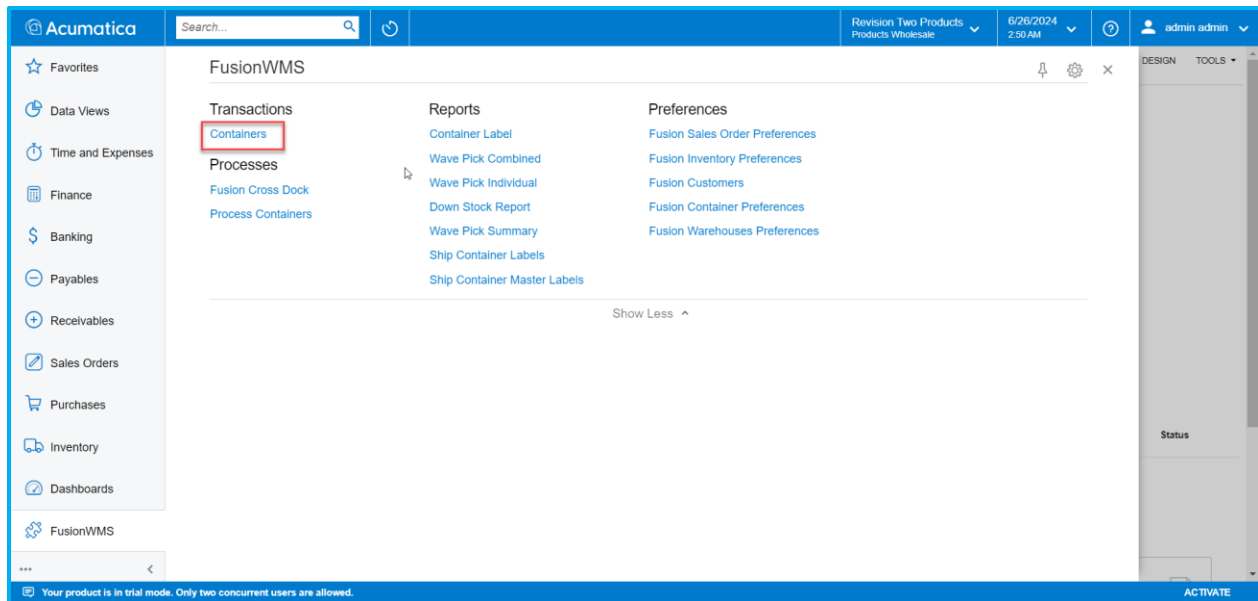 Acumatica
Search...
Revision Two Products
Products Wholesale
6/26/2024
2:50 AM
admin admin
Favorites
Data Views
Time and Expenses
Finance
Banking
Payables
Receivables
Sales Orders
Purchases
Inventory
Dashboards
FusionWMS
FusionWMS
Transactions
Containers
Processes
Fusion Cross Dock
Process Containers
Reports
Container Label
Wave Pick Combined
Wave Pick Individual
Down Stock Report
Wave Pick Summary
Ship Container Labels
Ship Container Master Labels
Preferences
Fusion Sales Order Preferences
Fusion Inventory Preferences
Fusion Customers
Fusion Container Preferences
Fusion Warehouses Preferences
Show Less
DESIGN TOOLS
Status
Your product is in trial mode. Only two concurrent users are allowed.
ACTIVATE